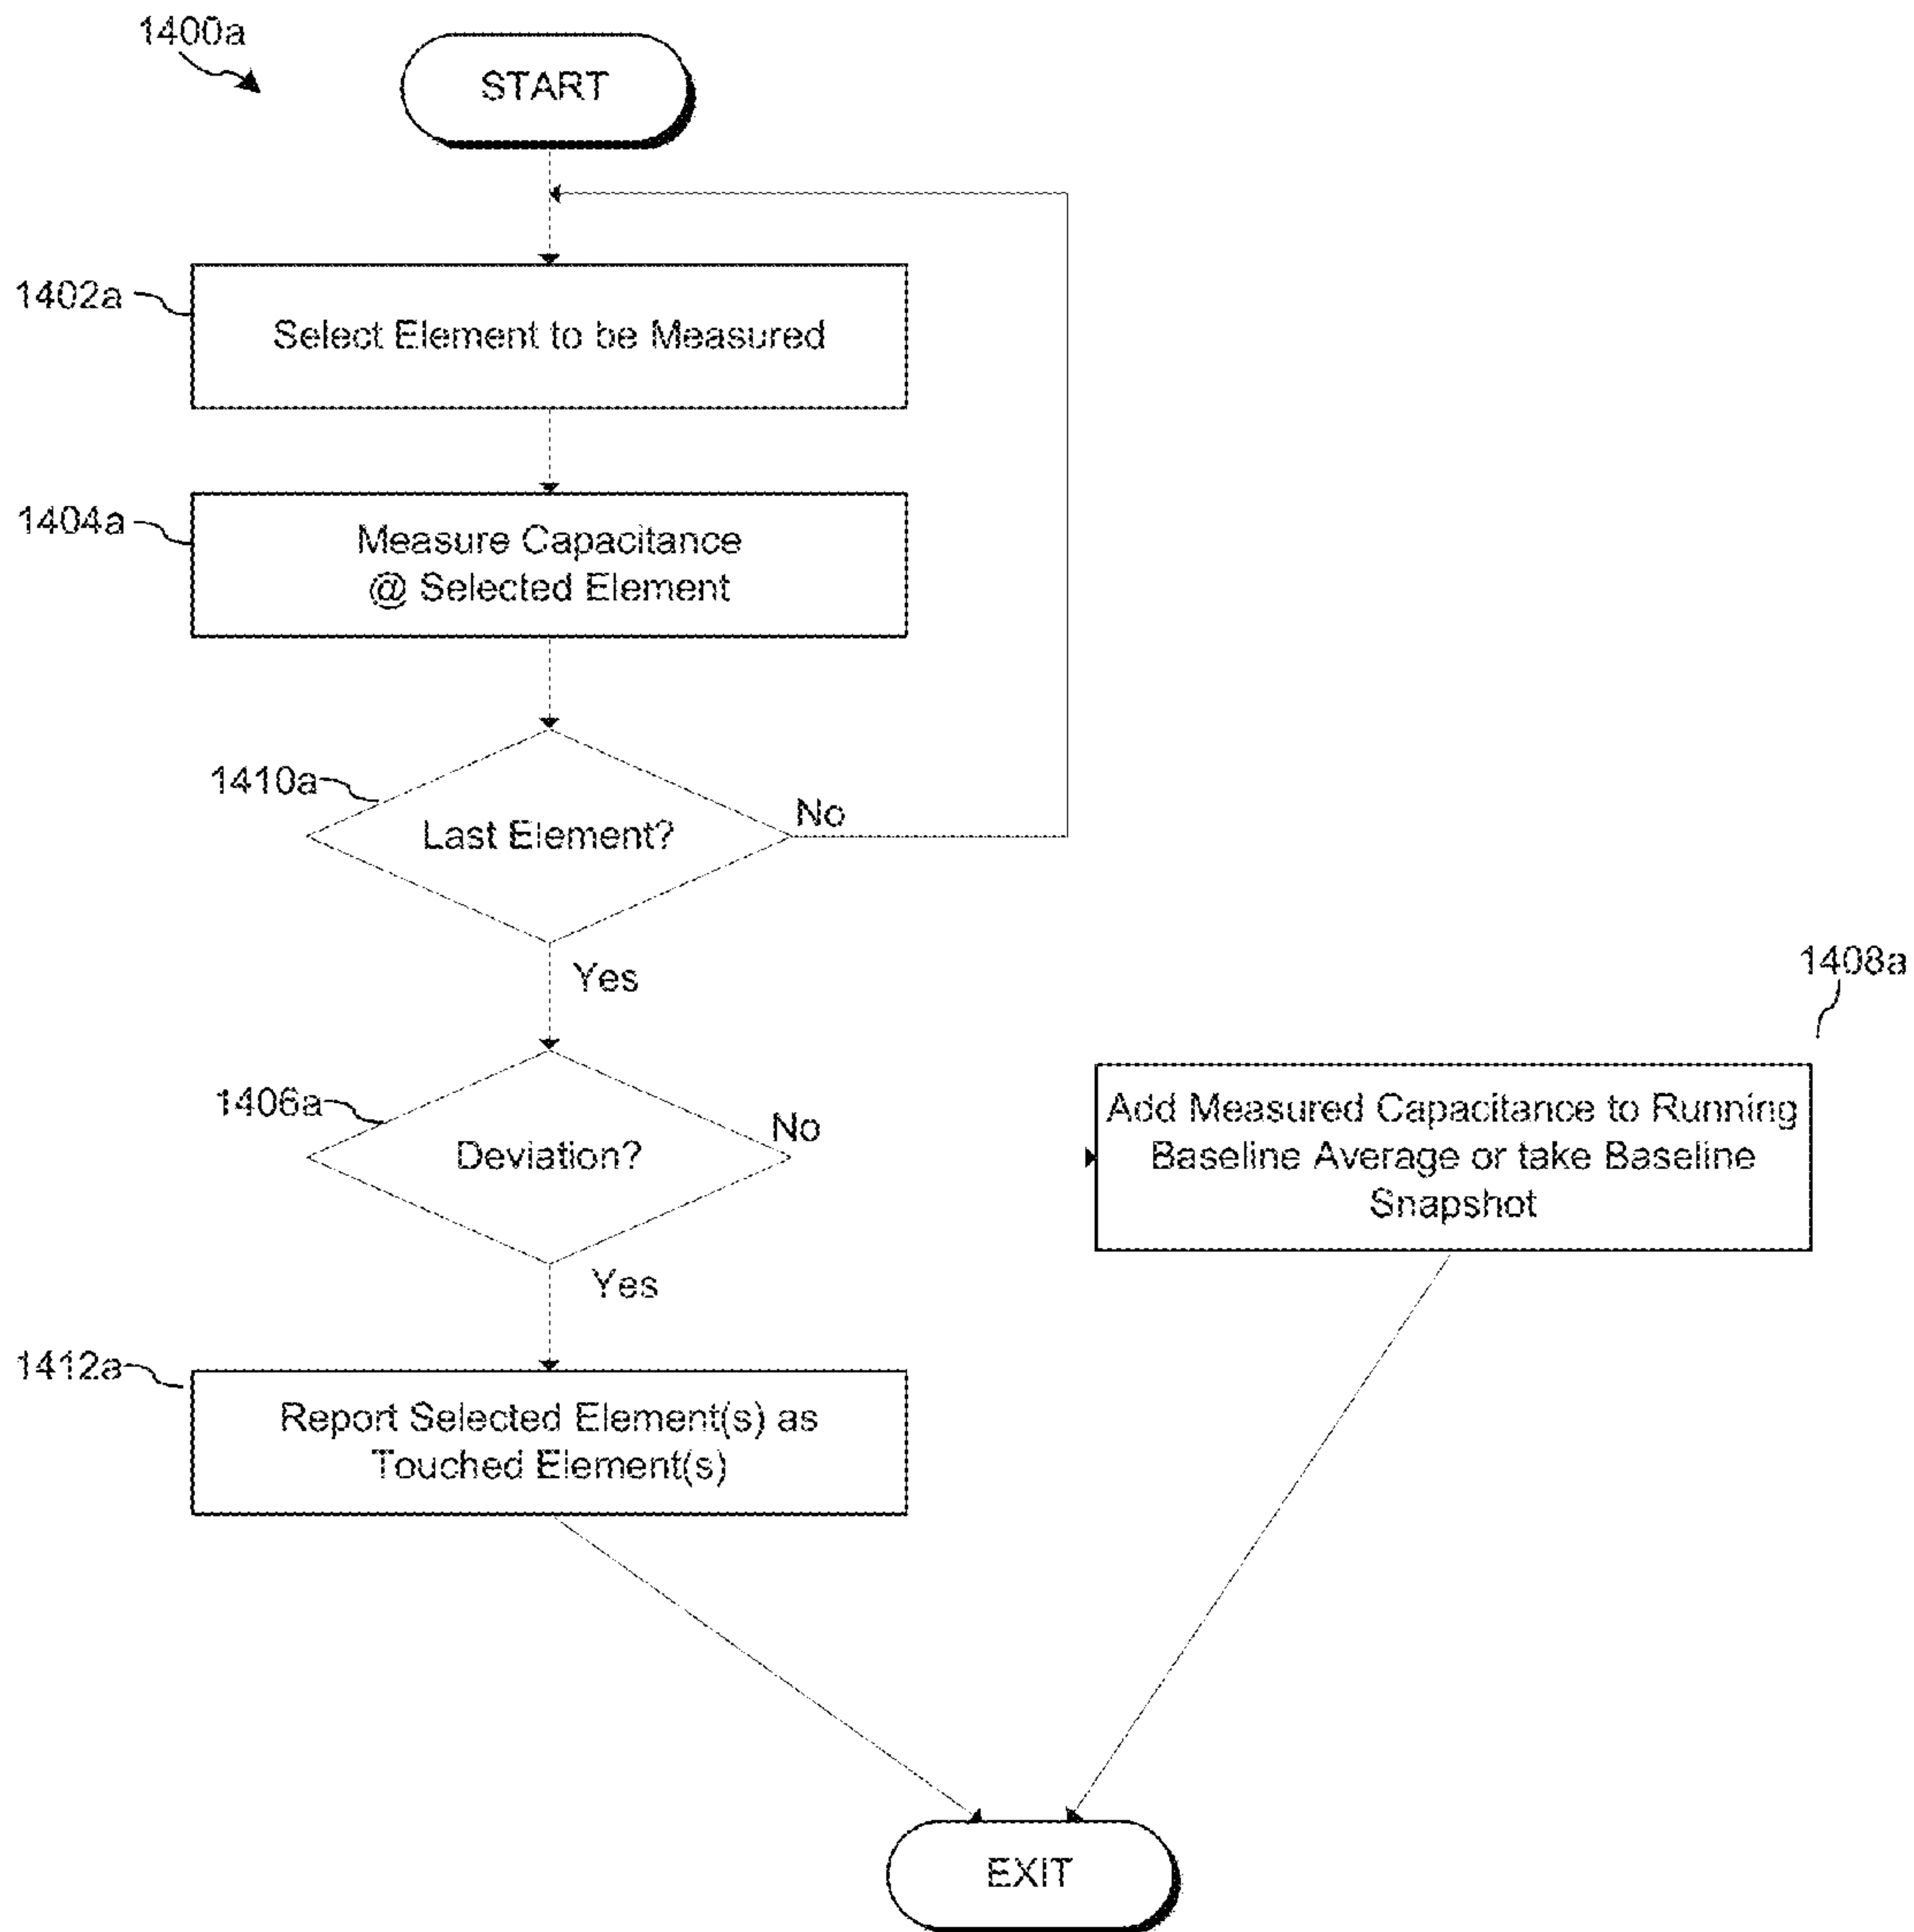 1400a
START
1402a
Select Element to be Measured
1404a
Measure Capacitance
@ Selected Element
1410a
Last Element?
No
Yes
1408a
1406a
Deviation?
No
Add Measured Capacitance to Running
Baseline Average or take Baseline
Snapshot
Yes
1412a
Report Selected Element(s) as
Touched Element(s)
EXIT